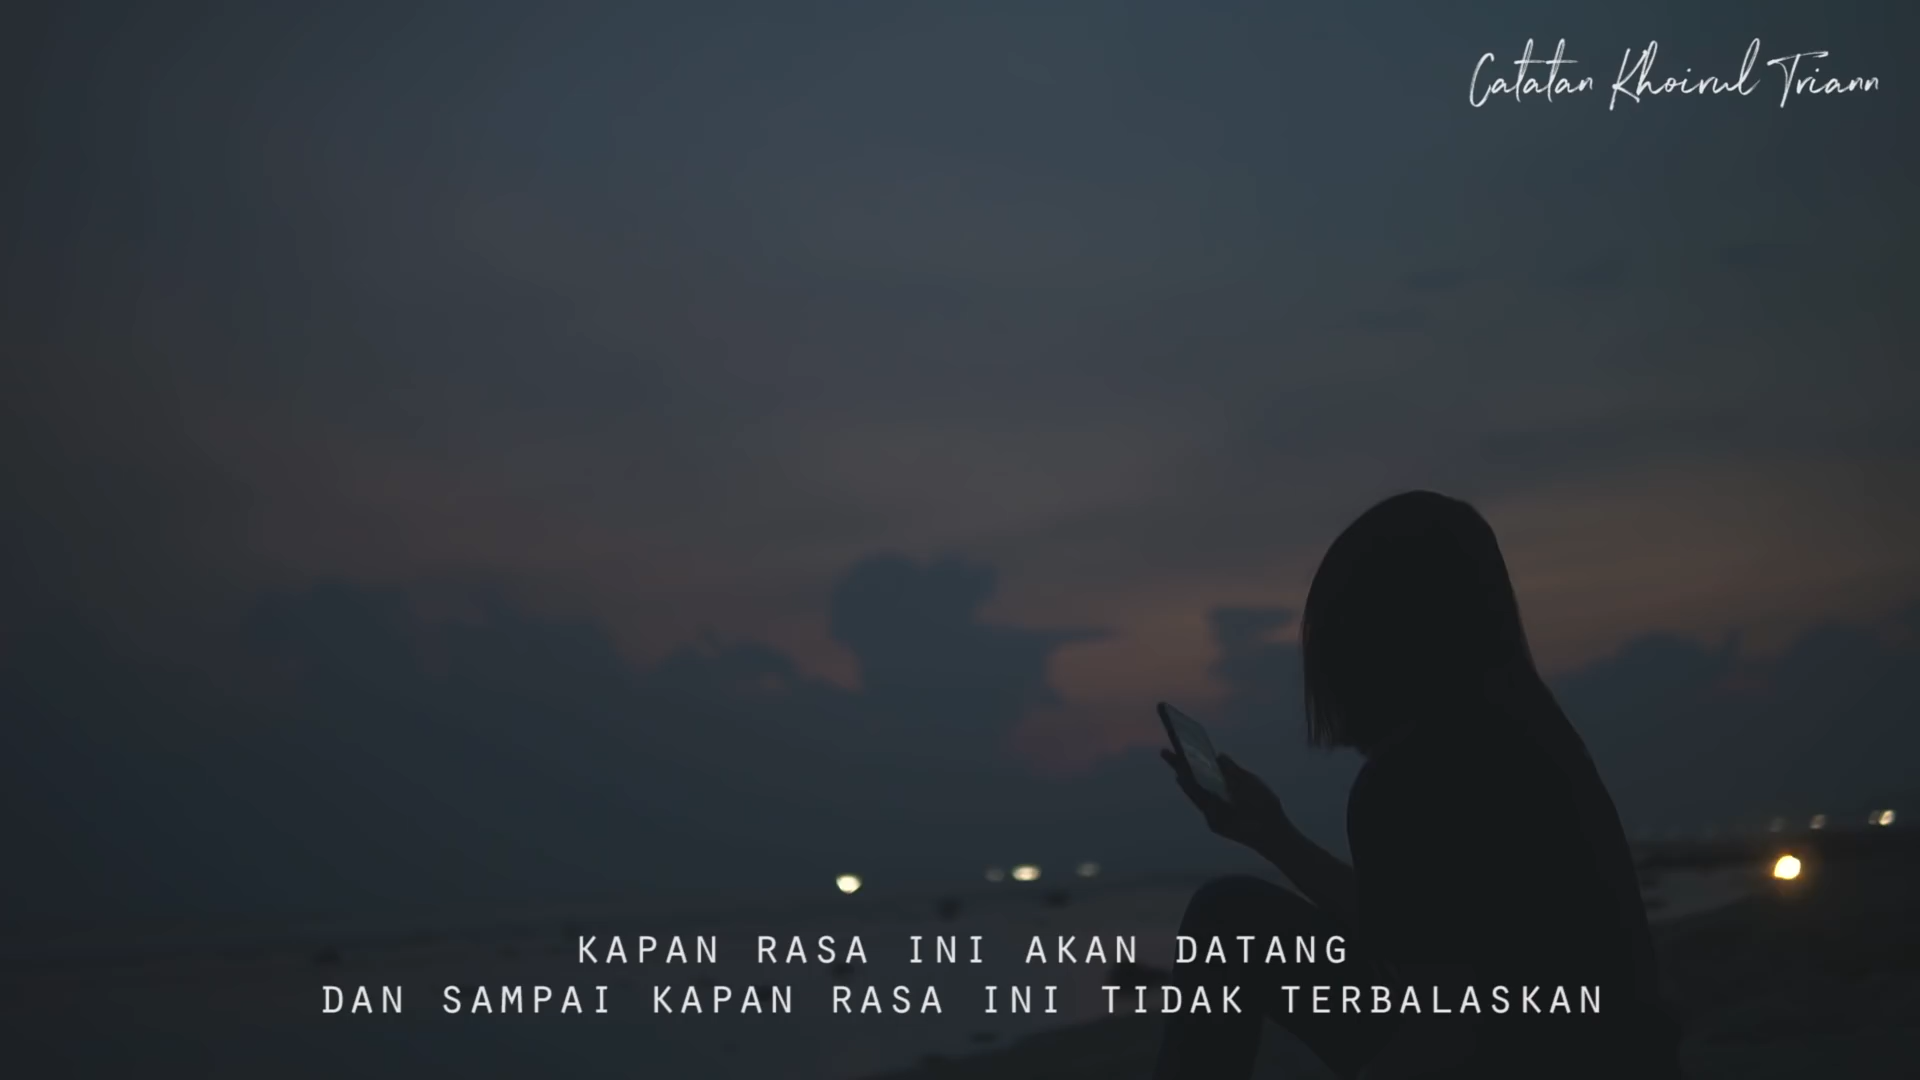 Catatan Khoirul Triann
KAPAN RASA INI AKAN DATANG
DAN SAMPAI KAPAN RASA INI TIDAK TERBALASKAN